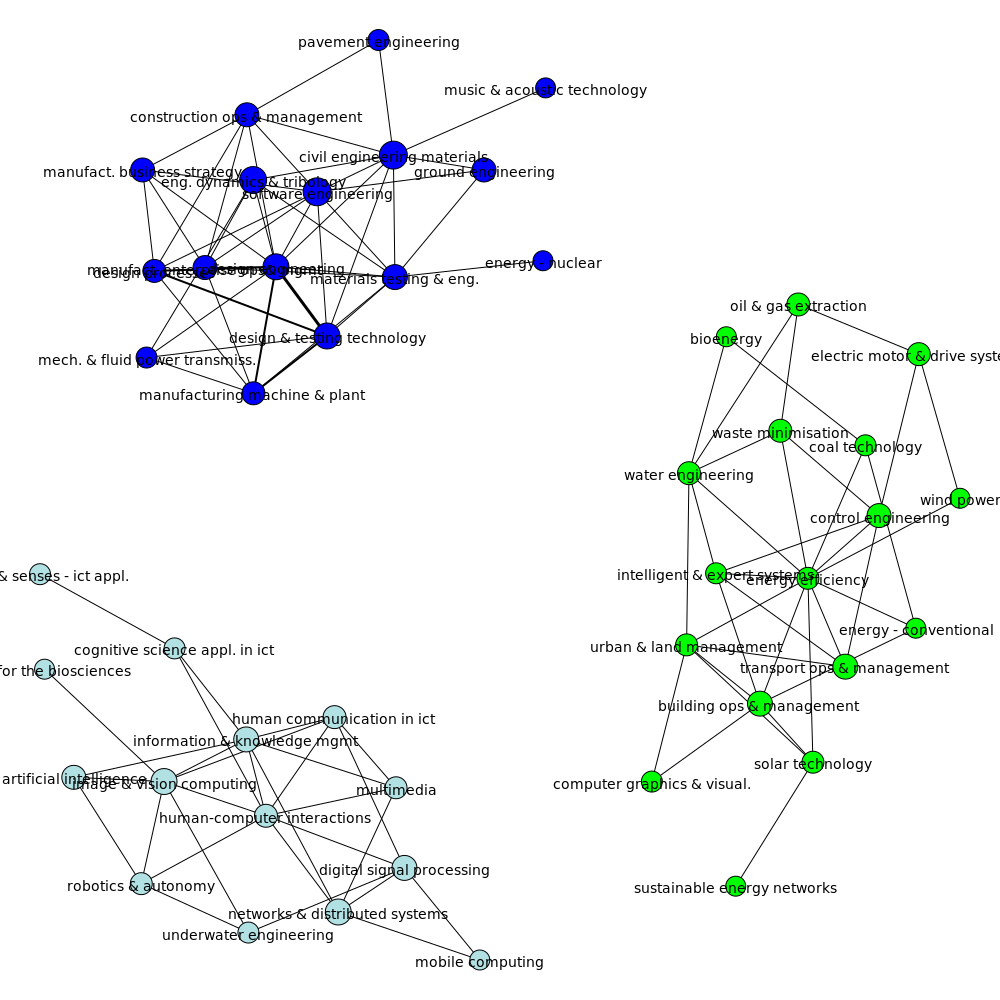 pavement engineering
music & acoustic technology
construction ops & management
civil engineering materials
manufact. business strategy
ground engineering
eng. dynamics & tribology
software engineering
energy - nuclear
design engineering
design processes
materials testing & eng.
design & testing technology
mech. & fluid power transmiss.
manufacturing machine & plant
oil & gas extraction
bioenergy
electric motor & drive syste
waste minimisation
coal technology
water engineering
wind power
control engineering
intelligent & expert systems
energy efficiency
energy - conventional
urban & land management
transport ops & management
building ops & management
solar technology
computer graphics & visual.
sustainable energy networks
& senses - ict appl.
cognitive science appl. in ict
for the biosciences
human communication in ict
information & knowledge mgmt
artificial intelligence
image & vision computing
multimedia
human-computer interactions
digital signal processing
robotics & autonomy
networks & distributed systems
underwater engineering
mobile computing